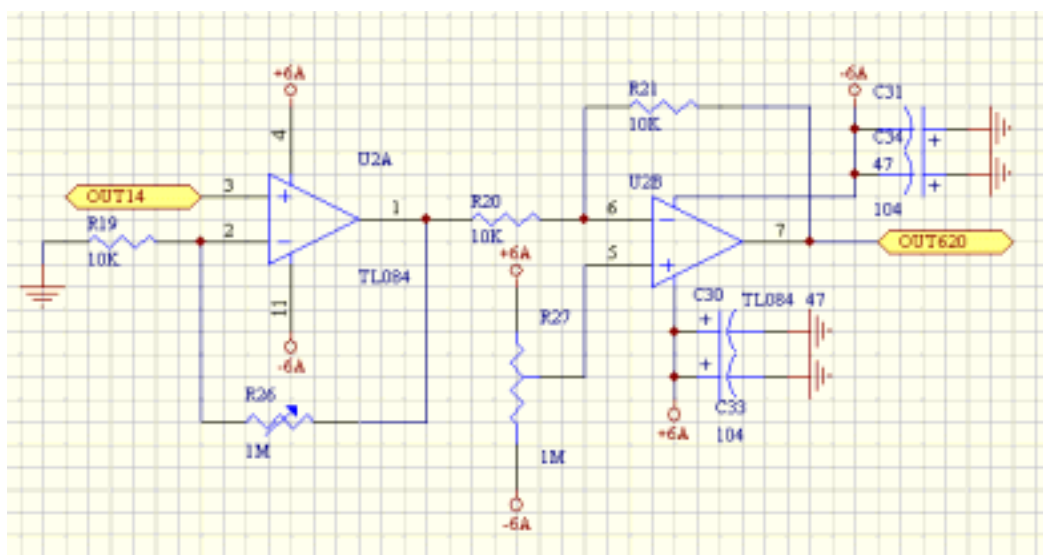 +6A
4
U2A
OUT14
3
+
R19
2
−
10K
1
TL084
11
-6A
R26
1M
R20
10K
+6A
R27
1M
-6A
R21
10K
U2B
6
−
5
+
7
OUT620
-6A
C31
+
C34
47
+
104
C30
TL084
47
+
+
C33
+6A
104